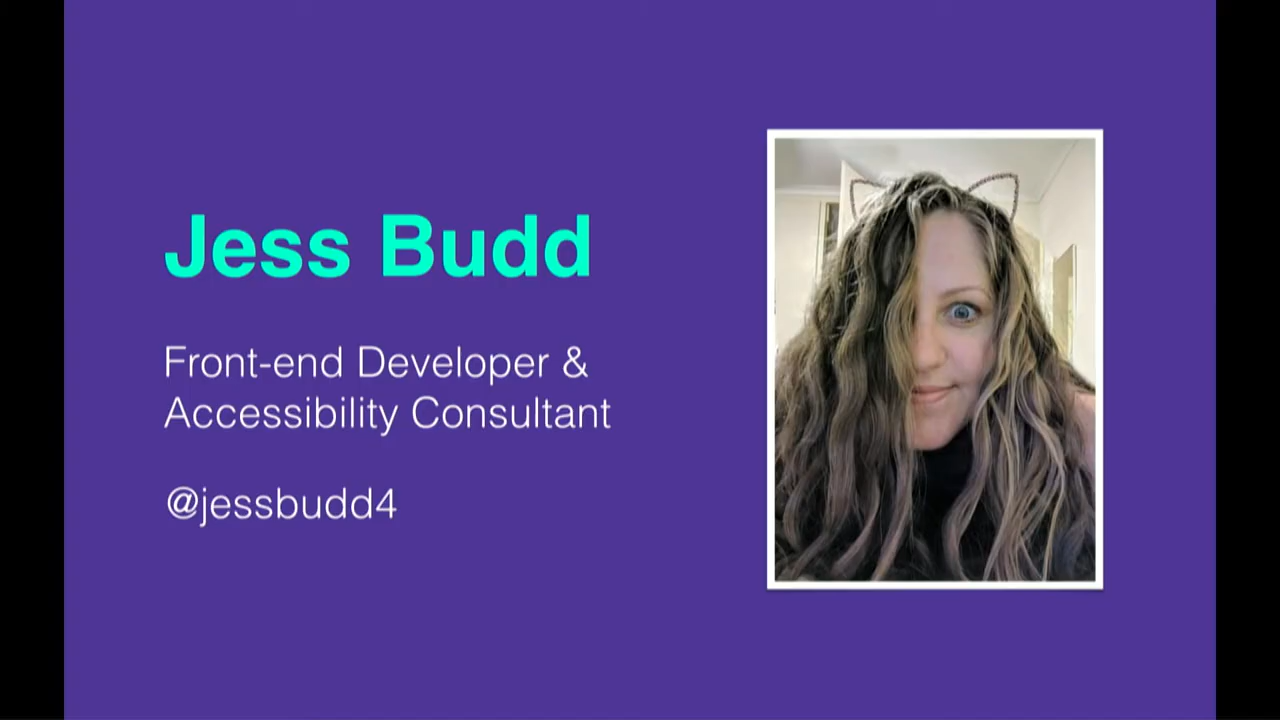 Jess Budd
Front-end Developer &
Accessibility Consultant
@jessbudd4